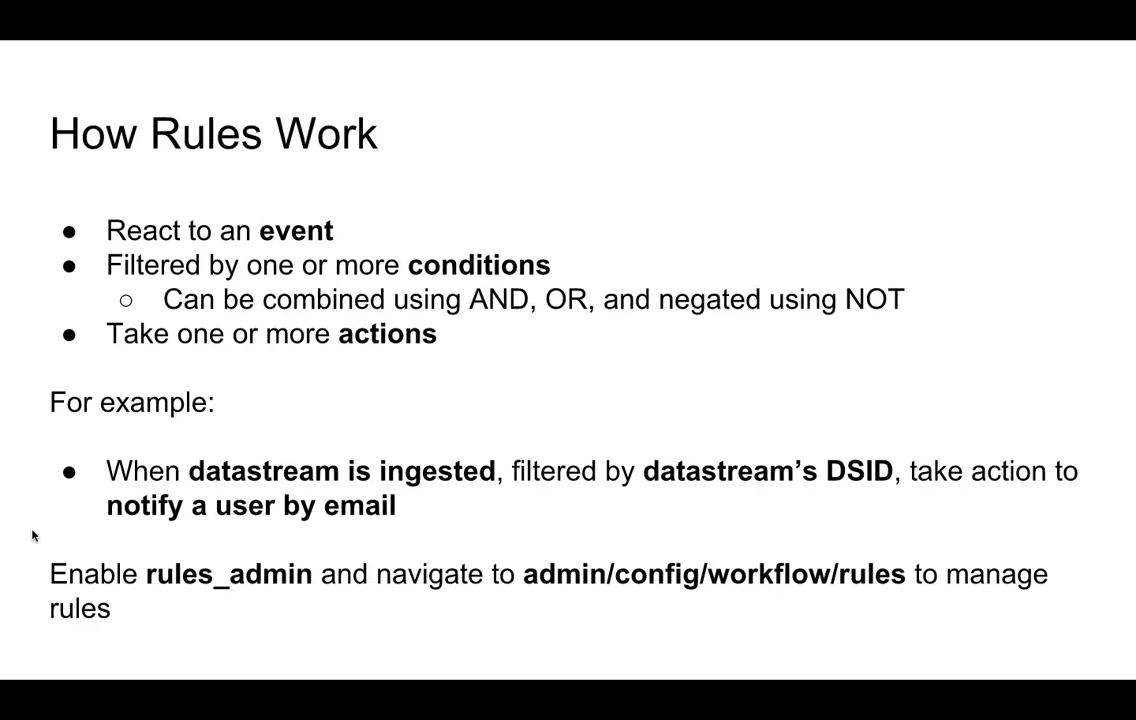 How Rules Work
● React to an event
● Filtered by one or more conditions
○ Can be combined using AND, OR, and negated using NOT
● Take one or more actions
For example:
● When datastream is ingested, filtered by datastream’s DSID, take action to
notify a user by email
Enable rules_admin and navigate to admin/config/workflow/rules to manage
rules